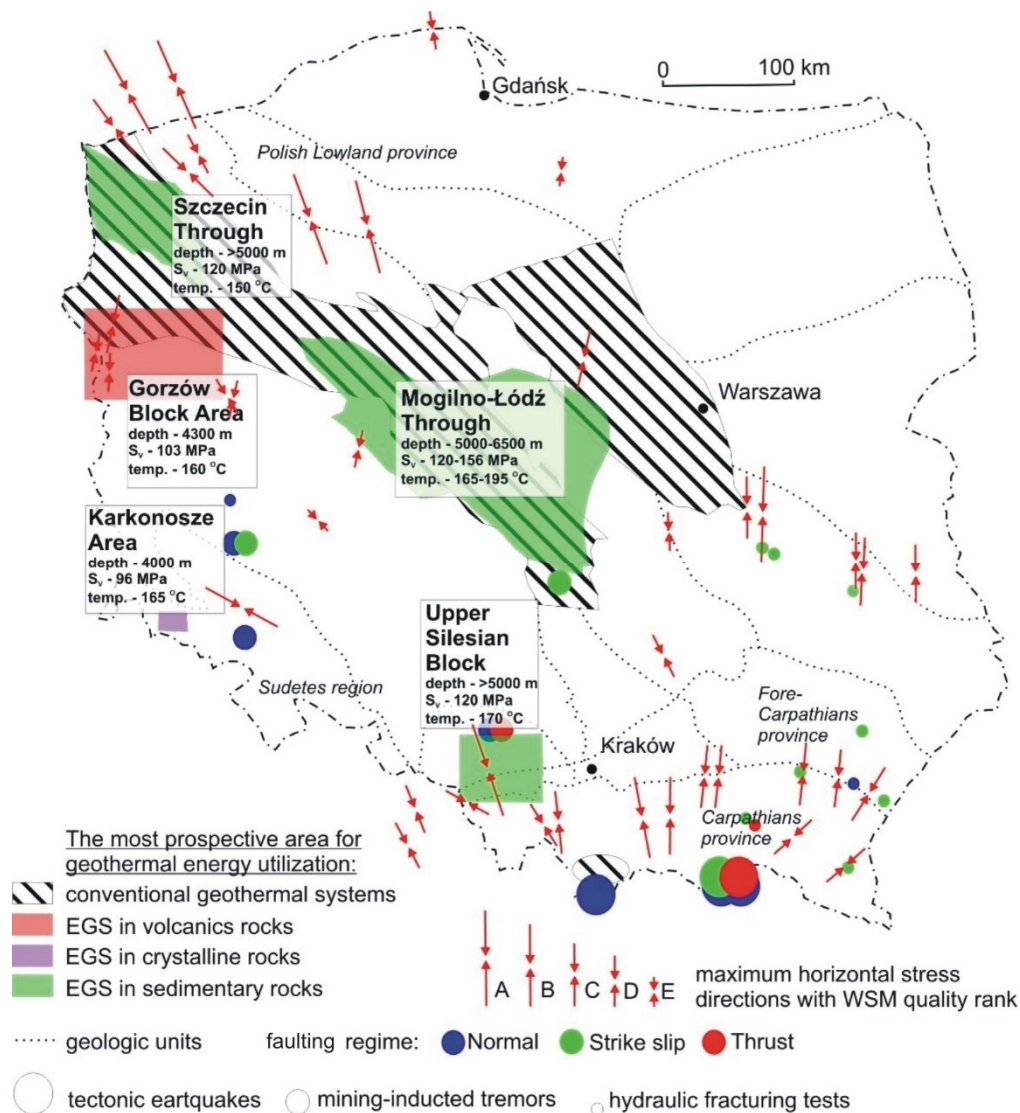 0 100 km
Gdańsk
Polish Lowland province
Szczecin
Through
depth - >5000 m
Sv - 120 MPa
temp. - 150 °C
Gorzów
Block Area
depth - 4300 m
Sv - 103 MPa
temp. - 160 °C
Mogilno-Łódź
Through
depth - 5000-6500 m
Sv - 120-156 MPa
temp. - 165-195 °C
Warszawa
Karkonosze
Area
depth - 4000 m
Sv - 96 MPa
temp. - 165 °C
Upper
Silesian
Block
depth - >5000 m
Sv - 120 MPa
temp. - 170 °C
Sudetes region
Kraków
Fore-
Carpathians
province
Carpathians
province
The most prospective area for
geothermal energy utilization:
conventional geothermal systems
EGS in volcanics rocks
EGS in crystalline rocks
EGS in sedimentary rocks
A B C D E
maximum horizontal stress
directions with WSM quality rank
geologic units
faulting regime: Normal Strike slip Thrust
tectonic earthquakes
mining-inducted tremors
hydraulic fracturing tests